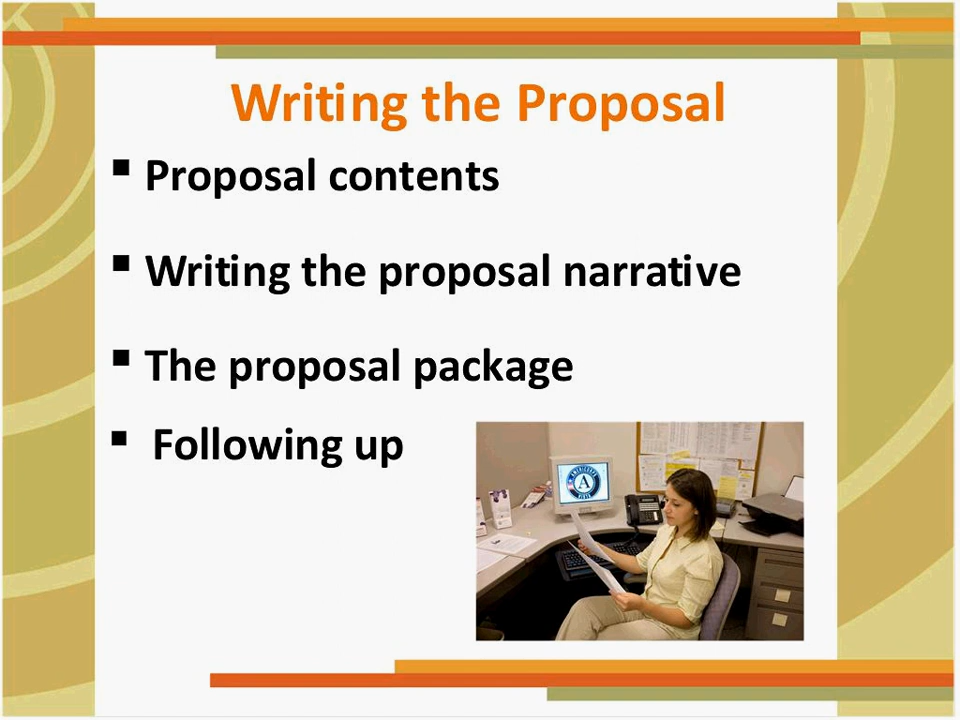 Writing the Proposal
▪ Proposal contents
▪ Writing the proposal narrative
▪ The proposal package
▪ Following up
A